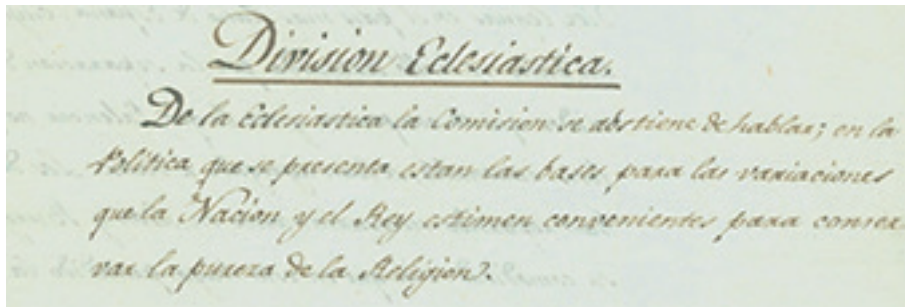 Division Eclesiastica.
De la Eclesiastica la Comision se abstiene de hablar; en la
Politica que se presenta estan las bases para las variaciones
que la Nacion y el Rey estimen convenientes para conser
var la pureza de la Religion.